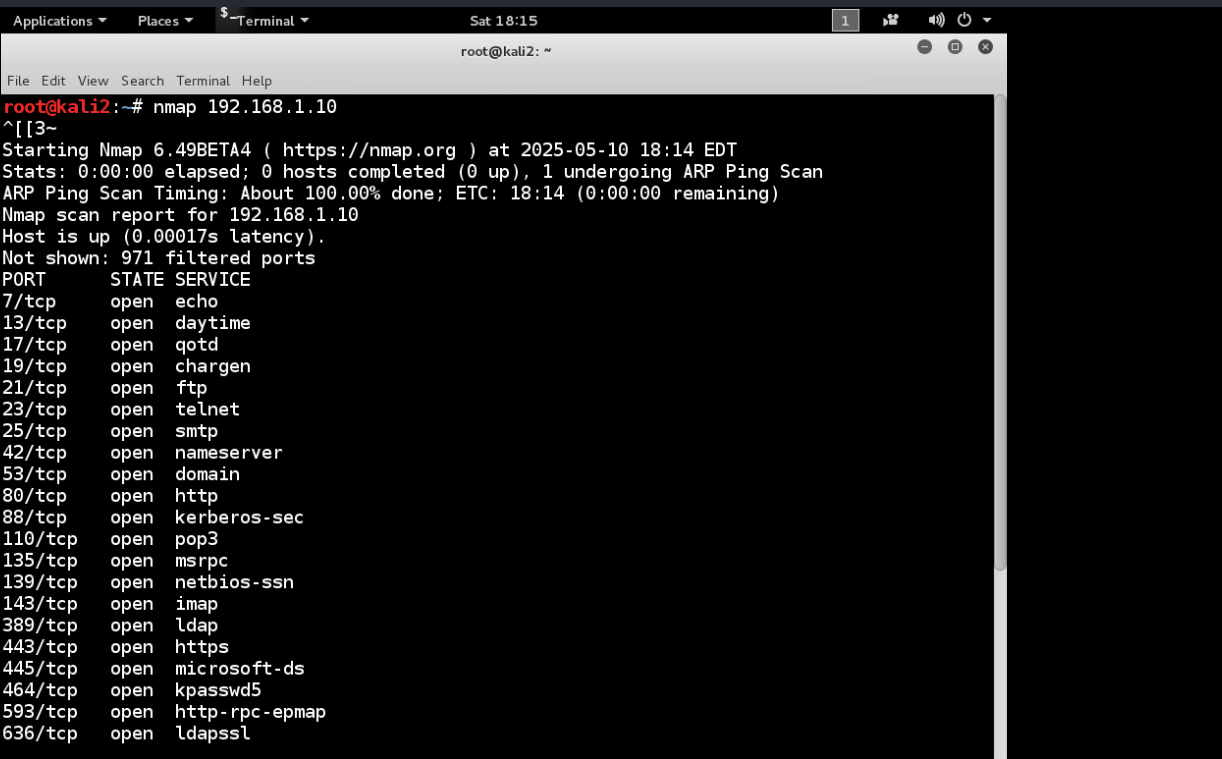 Applications Places $_Terminal Sat 18:15 1
root@kali2: ~
File Edit View Search Terminal Help
root@kali2:~# nmap 192.168.1.10
^[[3~
Starting Nmap 6.49BETA4 ( https://nmap.org ) at 2025-05-10 18:14 EDT
Stats: 0:00:00 elapsed; 0 hosts completed (0 up), 1 undergoing ARP Ping Scan
ARP Ping Scan Timing: About 100.00% done; ETC: 18:14 (0:00:00 remaining)
Nmap scan report for 192.168.1.10
Host is up (0.00017s latency).
Not shown: 971 filtered ports
PORT      STATE SERVICE
7/tcp     open  echo
13/tcp    open  daytime
17/tcp    open  qotd
19/tcp    open  chargen
21/tcp    open  ftp
23/tcp    open  telnet
25/tcp    open  smtp
42/tcp    open  nameserver
53/tcp    open  domain
80/tcp    open  http
88/tcp    open  kerberos-sec
110/tcp   open  pop3
135/tcp   open  msrpc
139/tcp   open  netbios-ssn
143/tcp   open  imap
389/tcp   open  ldap
443/tcp   open  https
445/tcp   open  microsoft-ds
464/tcp   open  kpasswd5
593/tcp   open  http-rpc-epmap
636/tcp   open  ldapssl